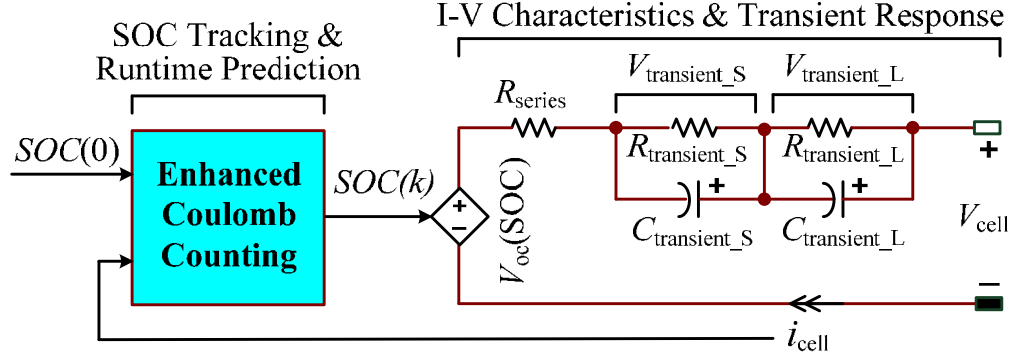 SOC Tracking &
Runtime Prediction
I-V Characteristics & Transient Response
SOC(0)
Enhanced
Coulomb
Counting
SOC(k)
+
−
V_oc(SOC)
R_series
V_transient_S
R_transient_S
+
C_transient_S
V_transient_L
R_transient_L
+
C_transient_L
+
V_cell
−
i_cell